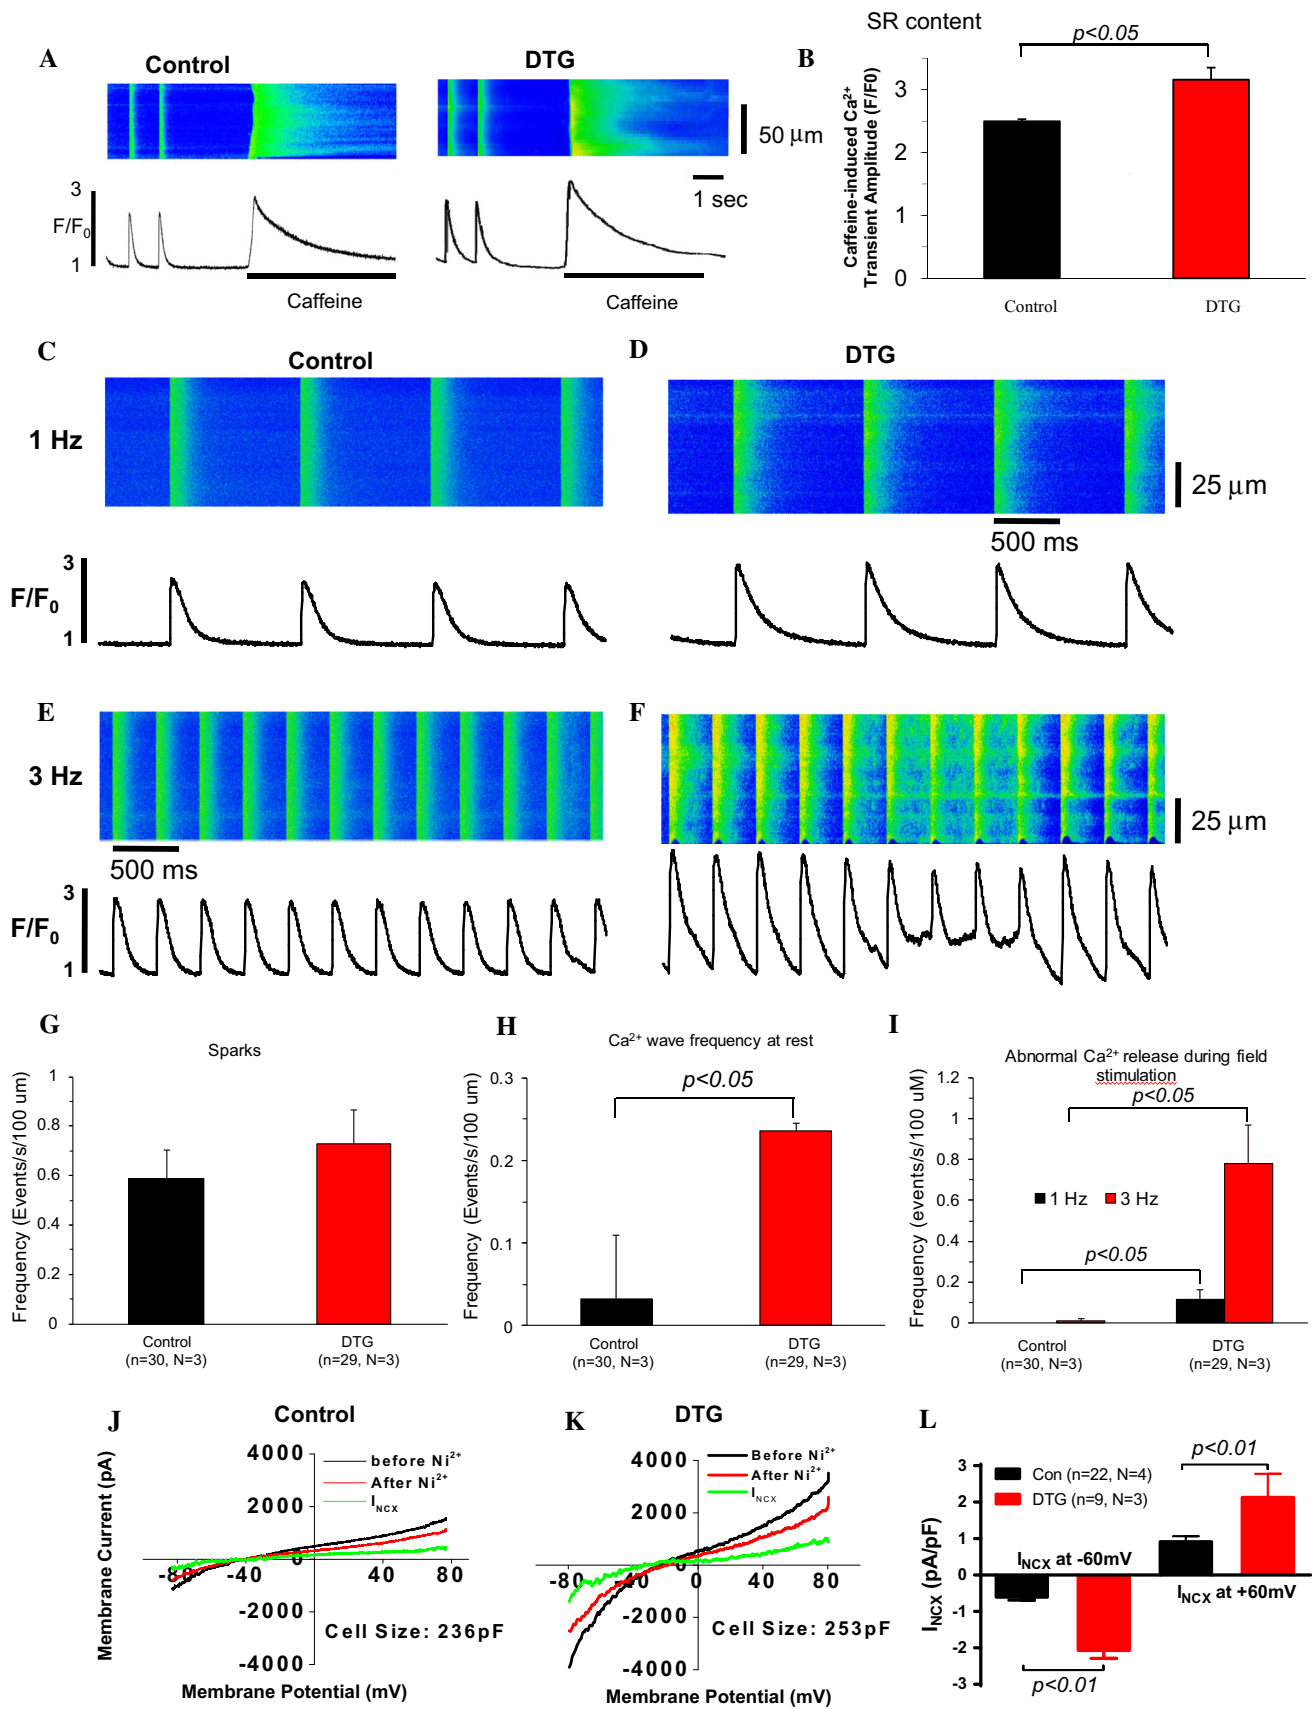 A
Control
DTG
50 μm
1 sec
3
F/F0
1
Caffeine
Caffeine
B
SR content
p<0.05
Caffeine-induced Ca2+
Transient Amplitude (F/F0)
3
2
1
0
Control
DTG
C
Control
D
DTG
1 Hz
25 μm
500 ms
3
F/F0
1
E
F
3 Hz
25 μm
500 ms
3
F/F0
1
G
Sparks
Frequency (Events/s/100 um)
1
0.8
0.6
0.4
0.2
0
Control
(n=30, N=3)
DTG
(n=29, N=3)
H
Ca2+ wave frequency at rest
p<0.05
Frequency (Events/s/100 um)
0.3
0.2
0.1
0
Control
(n=30, N=3)
DTG
(n=29, N=3)
I
Abnormal Ca2+ release during field
stimulation
p<0.05
Frequency (events/s/100 uM)
1.2
1
0.8
0.6
0.4
0.2
0
1 Hz
3 Hz
p<0.05
Control
(n=30, N=3)
DTG
(n=29, N=3)
J
Control
Membrane Current (pA)
4000
2000
0
-2000
-4000
-80
-40
40
80
before Ni2+
After Ni2+
INCX
Cell Size: 236pF
Membrane Potential (mV)
K
DTG
4000
2000
-2000
-4000
-80
-40
0
40
80
Before Ni2+
After Ni2+
INCX
Cell Size: 253pF
Membrane Potential (mV)
L
p<0.01
INCX (pA/pF)
3
2
1
0
-1
-2
-3
Con (n=22, N=4)
DTG (n=9, N=3)
INCX at -60mV
INCX at +60mV
p<0.01